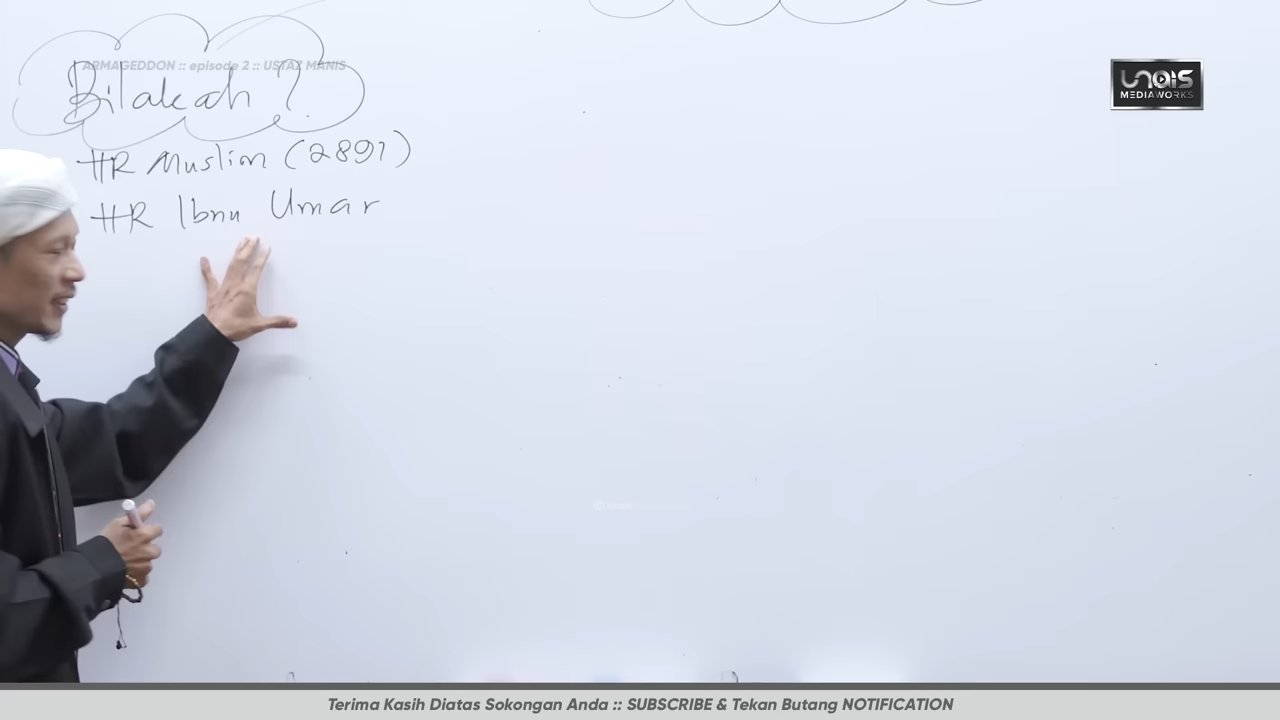 ARMAGEDDON :: episode 2 :: USTAZ MANIS
Bilakah ?
HR Muslim (2891)
HR Ibnu Umar
UNAIS
MEDIAWORKS
Terima Kasih Diatas Sokongan Anda :: SUBSCRIBE & Tekan Butang NOTIFICATION